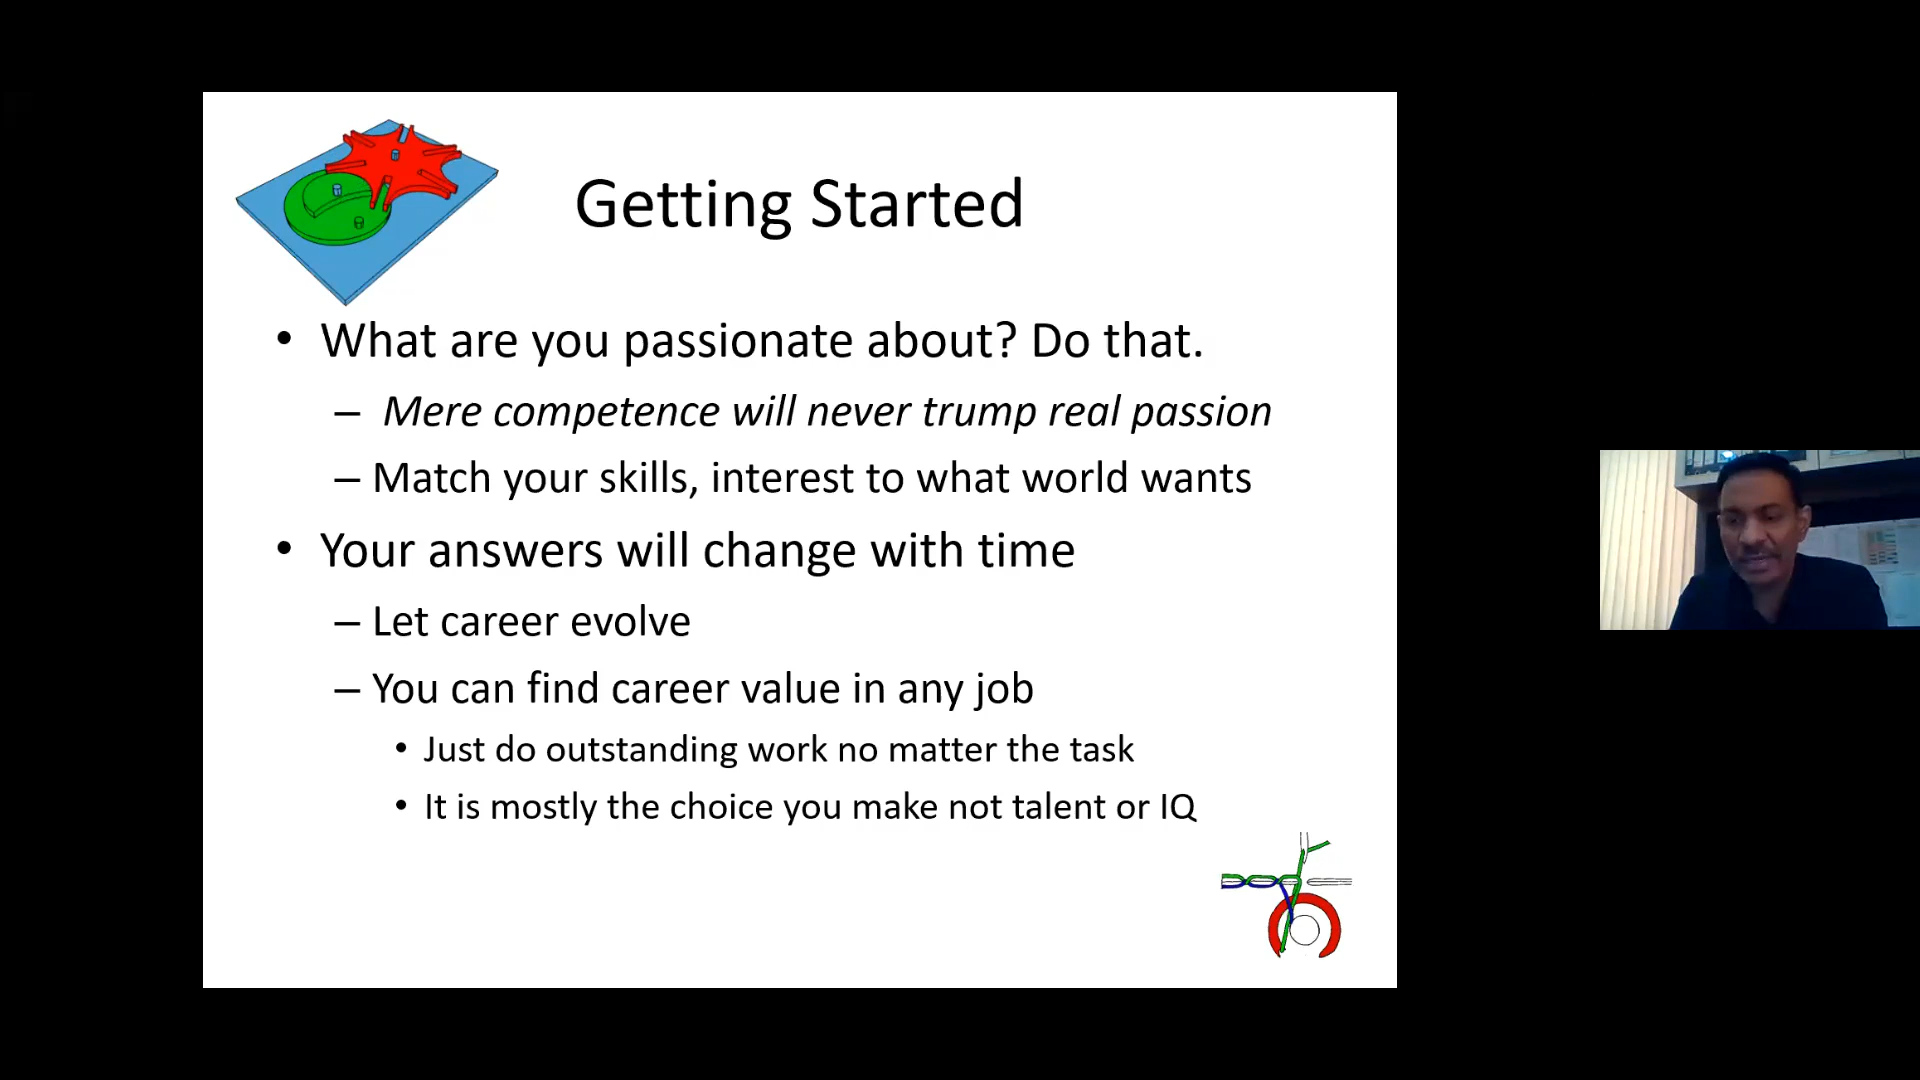 Getting Started
• What are you passionate about? Do that.
– Mere competence will never trump real passion
– Match your skills, interest to what world wants
• Your answers will change with time
– Let career evolve
– You can find career value in any job
• Just do outstanding work no matter the task
• It is mostly the choice you make not talent or IQ